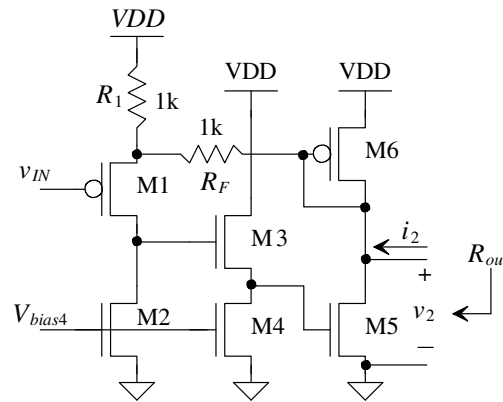 VDD
R1 1k
VDD
VDD
1k
vIN
M1
RF
M6
M3
i2
Rou
+
Vbias4
M2
M4
M5
v2
−